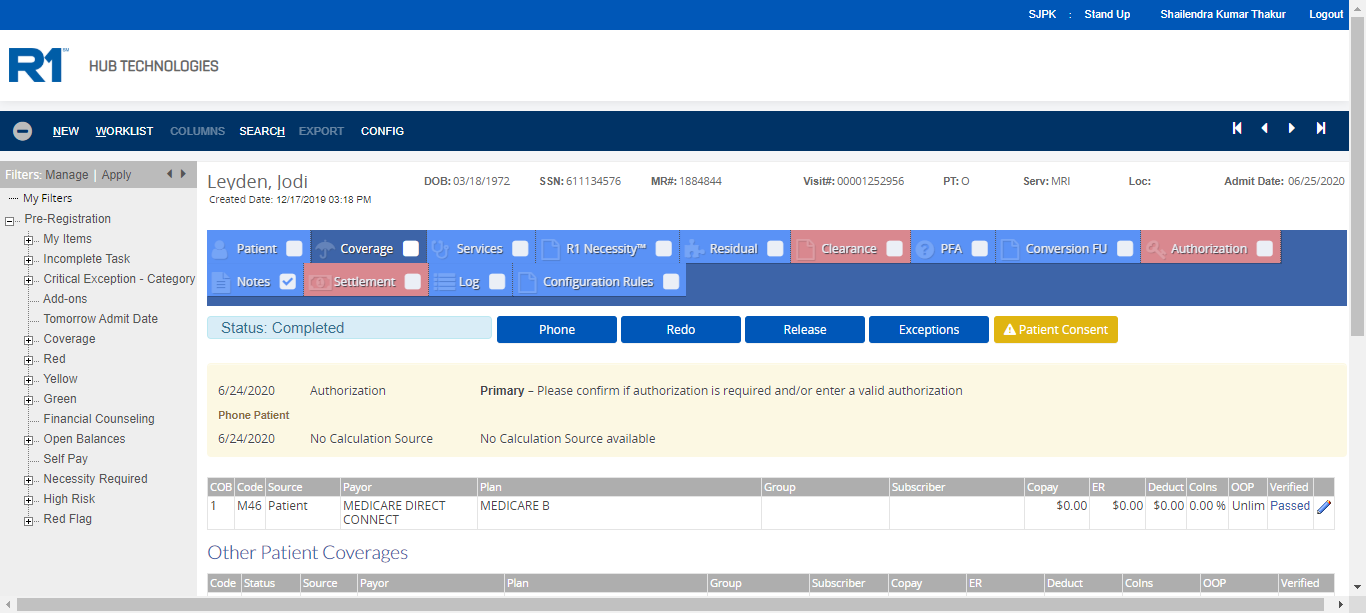 SJPK : Stand Up Shailendra Kumar Thakur Logout
R1 HUB TECHNOLOGIES
NEW WORKLIST COLUMNS SEARCH EXPORT CONFIG
Filters: Manage | Apply
My Filters
Pre-Registration
My Items
Incomplete Task
Critical Exception - Category
Add-ons
Tomorrow Admit Date
Coverage
Red
Yellow
Green
Financial Counseling
Open Balances
Self Pay
Necessity Required
High Risk
Red Flag
Leyden, Jodi DOB: 03/18/1972 SSN: 611134576 MR#: 1884844 Visit#: 00001252956 PT: O Serv: MRI Loc: Admit Date: 06/25/2020
Created Date: 12/17/2019 03:18 PM
Patient Coverage Services R1 Necessity™ Residual Clearance PFA Conversion FU Authorization
Notes Settlement Log Configuration Rules
Status: Completed Phone Redo Release Exceptions Patient Consent
6/24/2020 Authorization Primary – Please confirm if authorization is required and/or enter a valid authorization
Phone Patient
6/24/2020 No Calculation Source No Calculation Source available
COB Code Source Payor Plan Group Subscriber Copay ER Deduct CoIns OOP Verified
1 M46 Patient MEDICARE DIRECT MEDICARE B $0.00 $0.00 $0.00 0.00 % Unlim Passed
CONNECT
Other Patient Coverages
Code Status Source Payor Plan Group Subscriber Copay ER Deduct CoIns OOP Verified